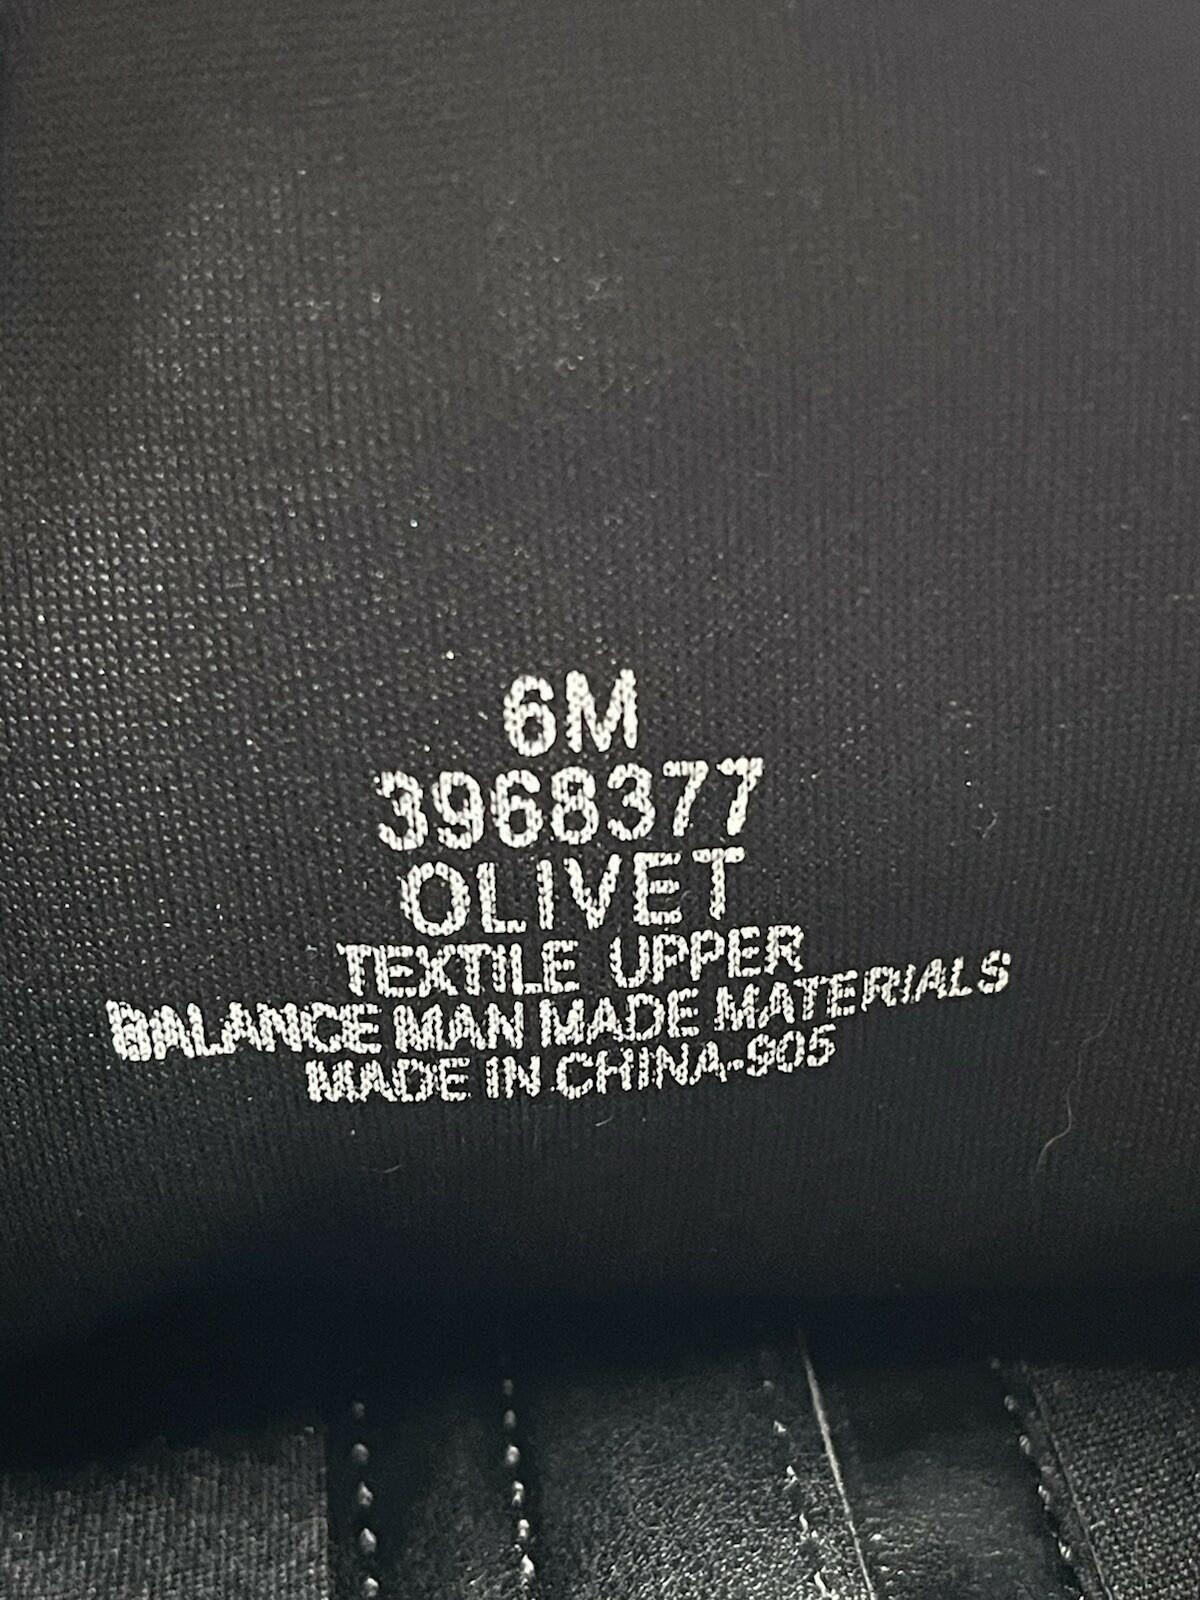 6M
3968377
OLIVET
TEXTILE UPPER
BALANCE MAN MADE MATERIALS
MADE IN CHINA-905